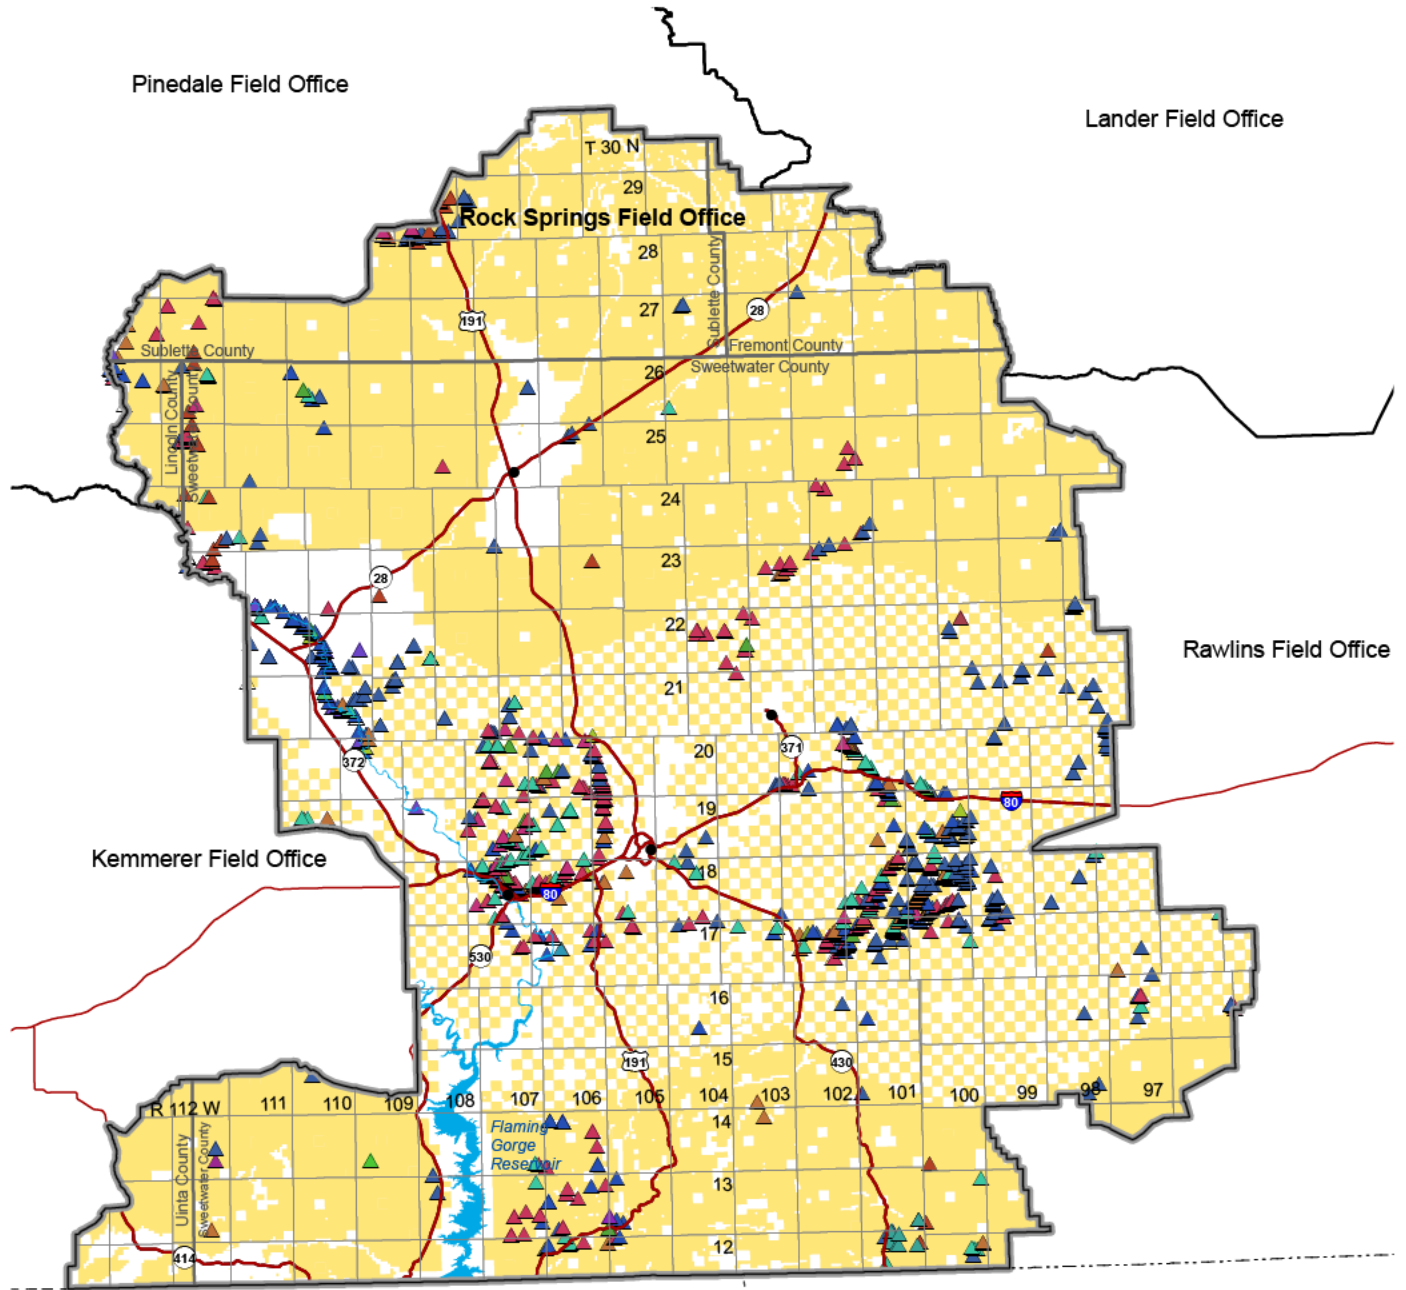 Pinedale Field Office
Lander Field Office
T 30 N
29
Rock Springs Field Office
28
Sublette County
27
28
191
Sublette County
Fremont County
26
Sweetwater County
Lincoln County
Sweetwater County
25
24
23
28
22
Rawlins Field Office
21
20
371
372
19
80
Kemmerer Field Office
18
80
17
530
16
15
191
430
R 112 W
111
110
109
108
107
106
105
104
103
102
101
100
99
98
97
14
Flaming
Gorge
Reservoir
Uinta County
Sweetwater County
13
12
414